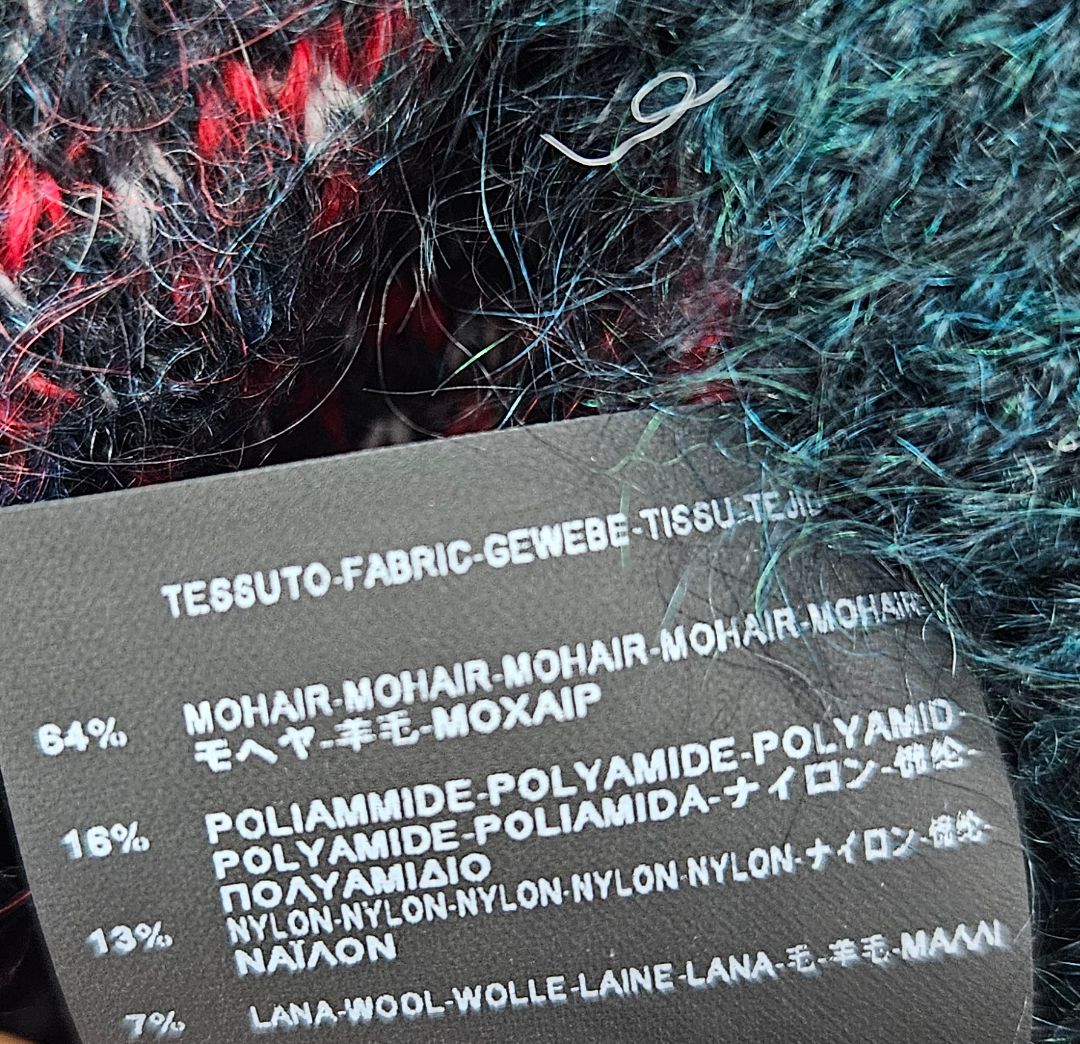 TESSUTO-FABRIC-GEWEBE-TISSU-
64% MOHAIR-MOHAIR-MOHAIR-MOHAIR-MOHAIR-
モヘヤ-羊毛-ΜΟΧΑΙΡ
16% POLIAMMIDE-POLYAMIDE-POLYAMID-
POLYAMIDE-POLIAMIDA-ナイロン-锦纶-
ΠΟΛΥΑΜΙΔΙΟ
13% NYLON-NYLON-NYLON-NYLON-NYLON-ナイロン-锦纶-
ΝΑΪΛΟΝ
7% LANA-WOOL-WOLLE-LAINE-LANA-毛-羊毛-ΜΑΛΛΙ